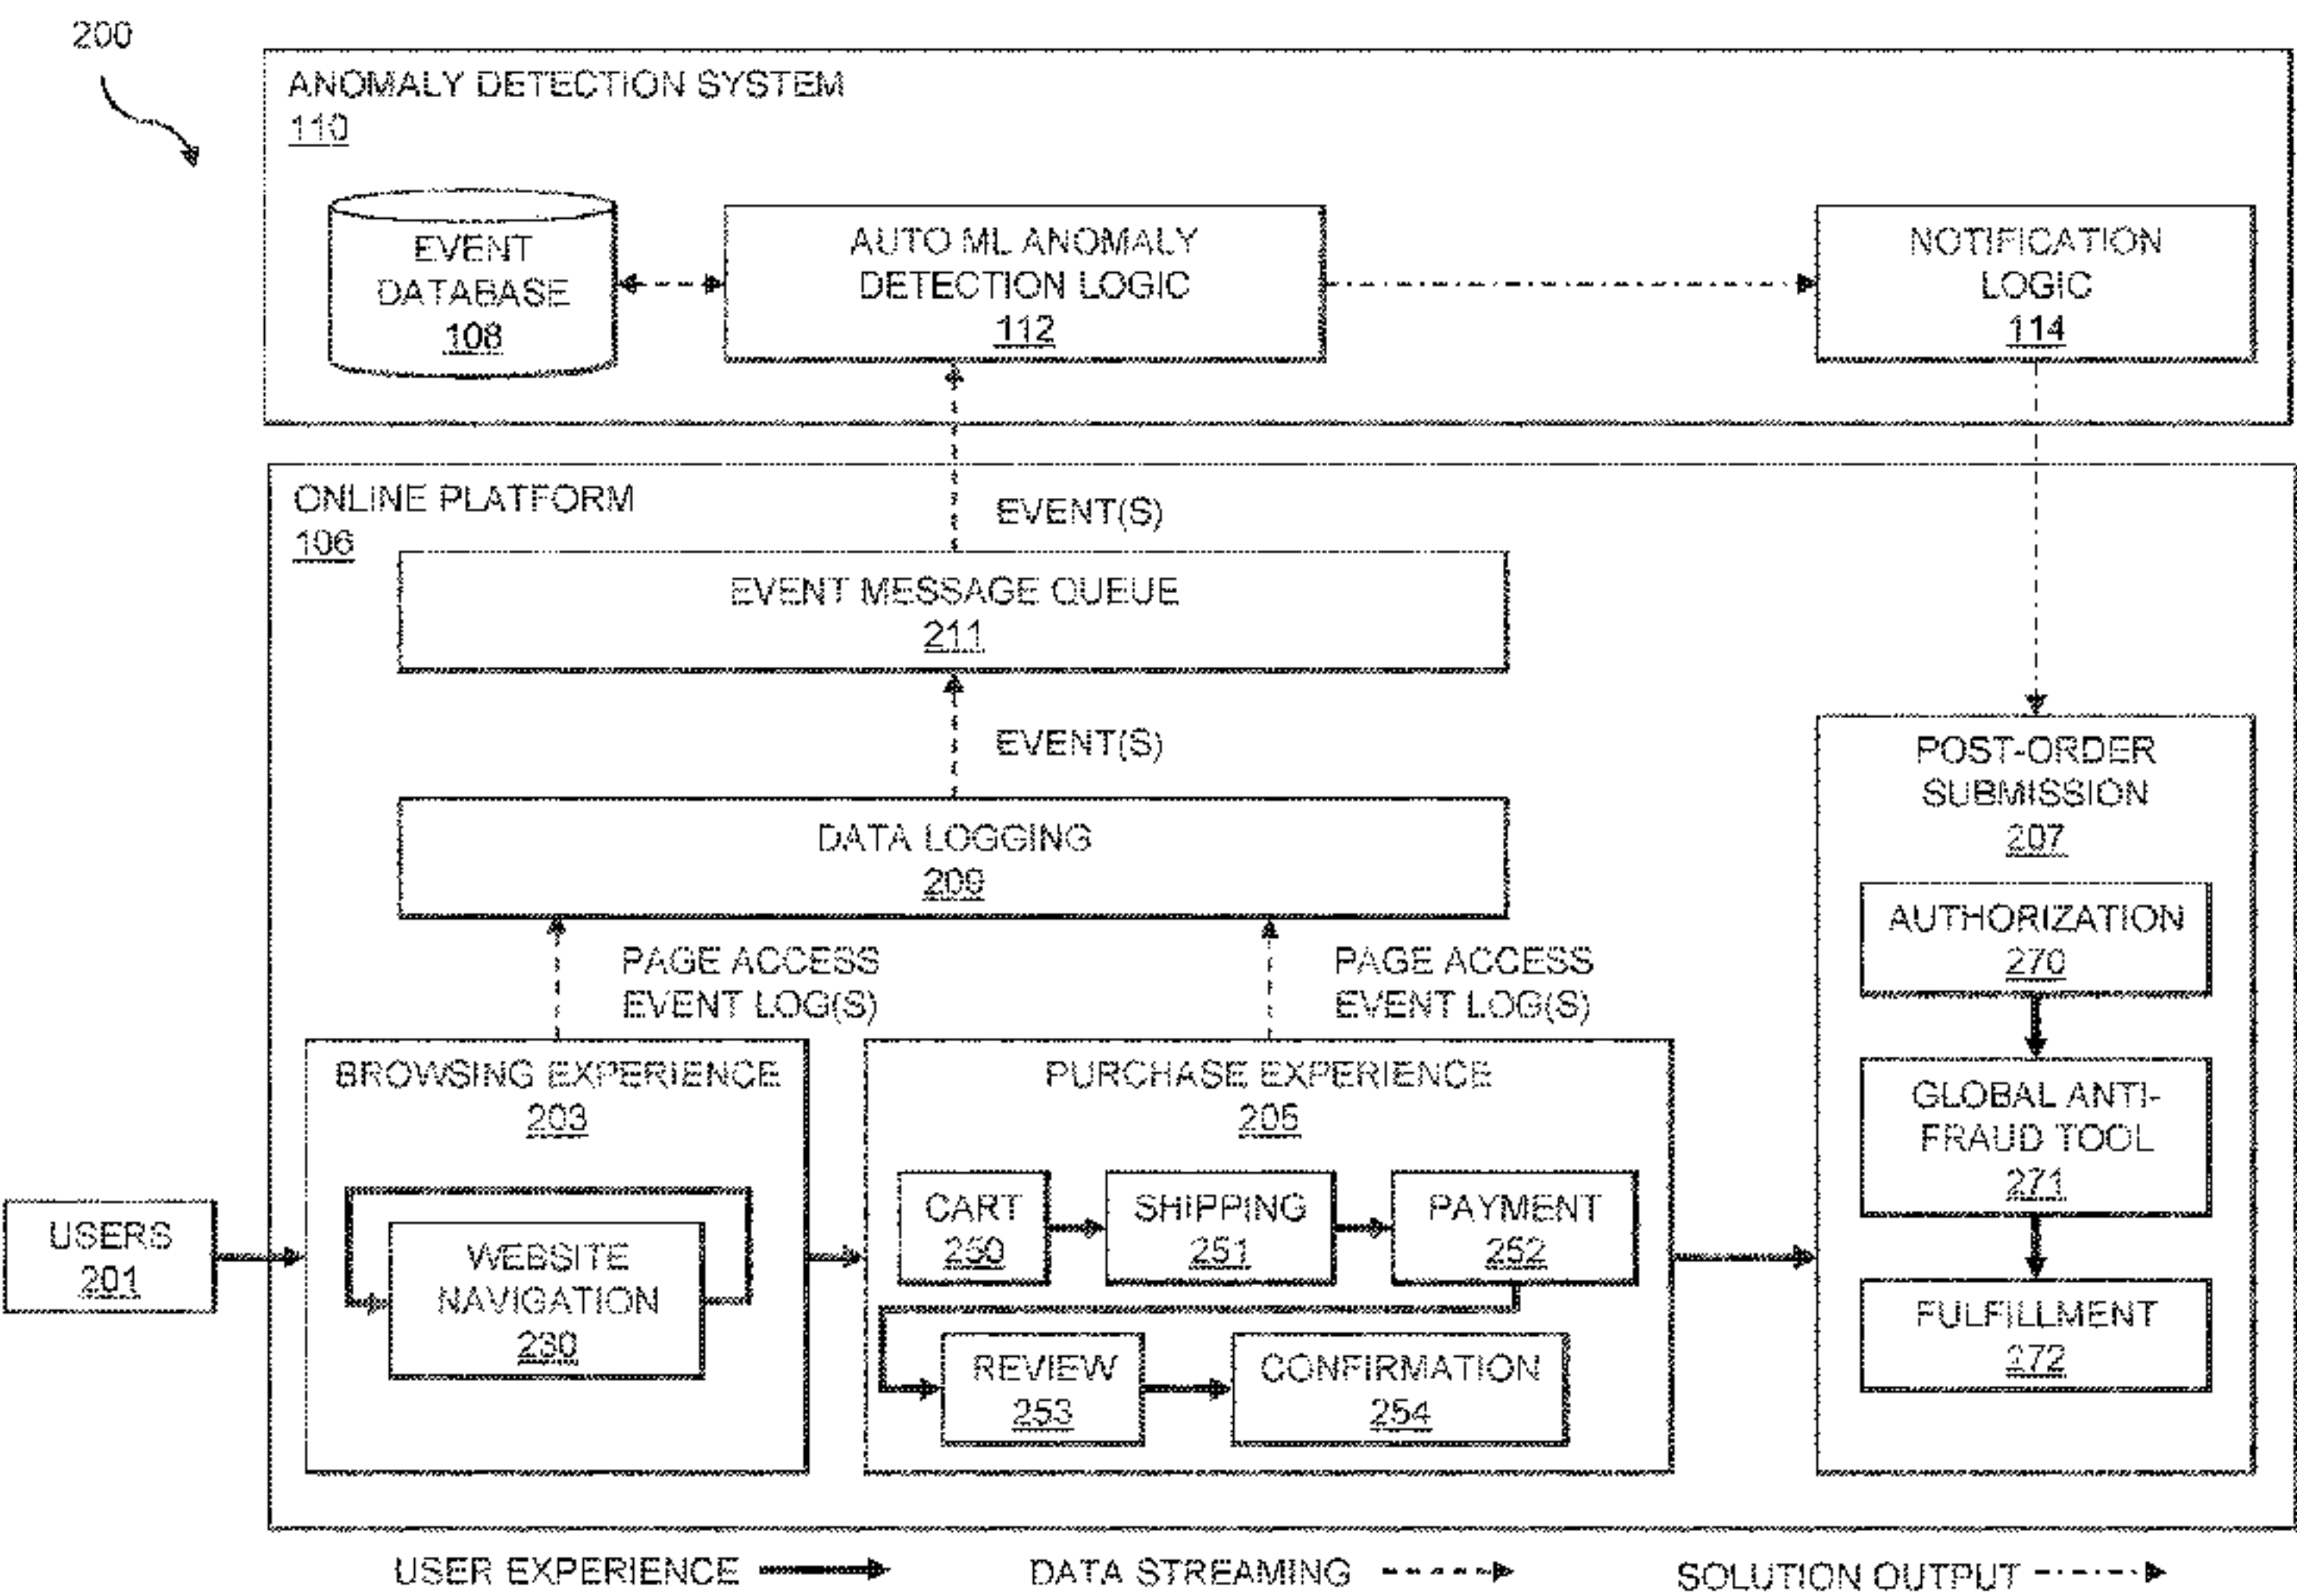 200
ANOMALY DETECTION SYSTEM
110
EVENT
DATABASE
108
AUTO ML ANOMALY
DETECTION LOGIC
112
NOTIFICATION
LOGIC
114
ONLINE PLATFORM
106
EVENT(S)
EVENT MESSAGE QUEUE
211
EVENT(S)
DATA LOGGING
209
PAGE ACCESS
EVENT LOG(S)
PAGE ACCESS
EVENT LOG(S)
POST-ORDER
SUBMISSION
207
AUTHORIZATION
270
GLOBAL ANTI-
FRAUD TOOL
271
FULFILLMENT
272
BROWSING EXPERIENCE
203
WEBSITE
NAVIGATION
230
PURCHASE EXPERIENCE
205
CART
250
SHIPPING
251
PAYMENT
252
REVIEW
253
CONFIRMATION
254
USERS
201
USER EXPERIENCE
DATA STREAMING
SOLUTION OUTPUT